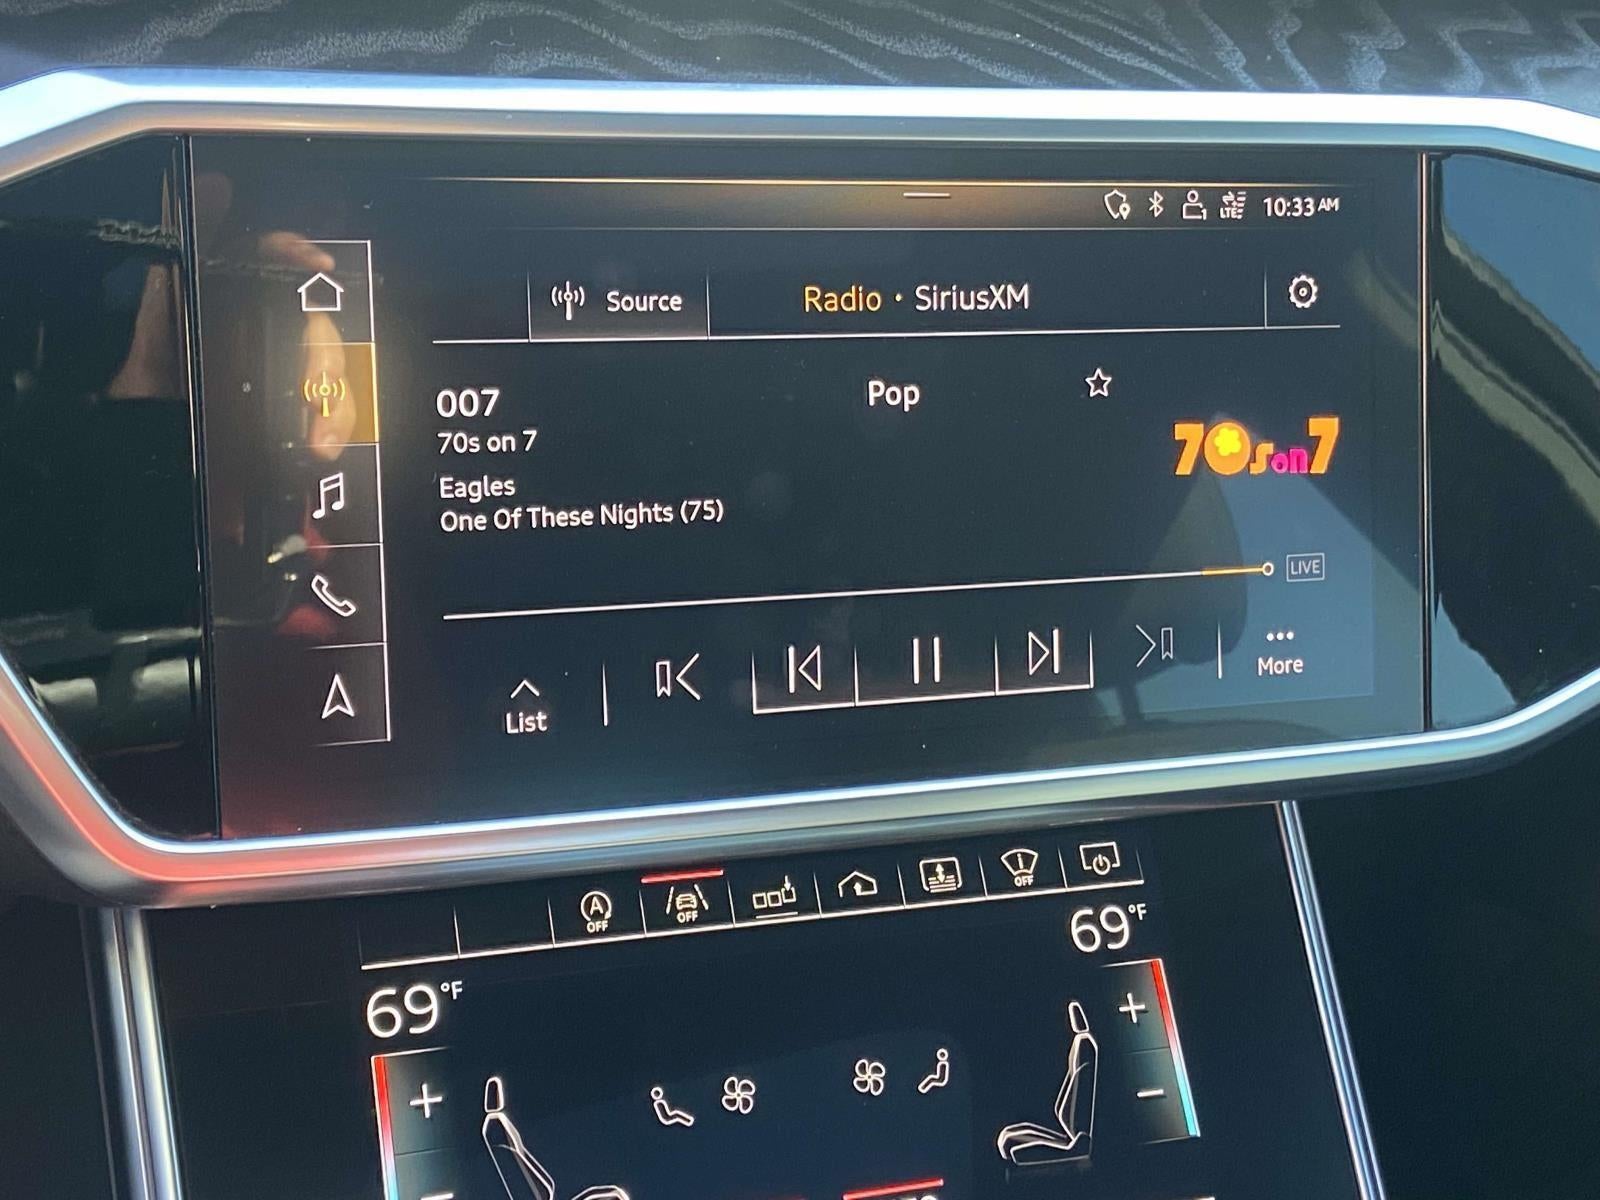 LTE 10:33 AM
Source
Radio • SiriusXM
007
Pop
70s on 7
70s on 7
Eagles
One Of These Nights (75)
LIVE
List
More
A
OFF
OFF
OFF
69 °F
69 °F